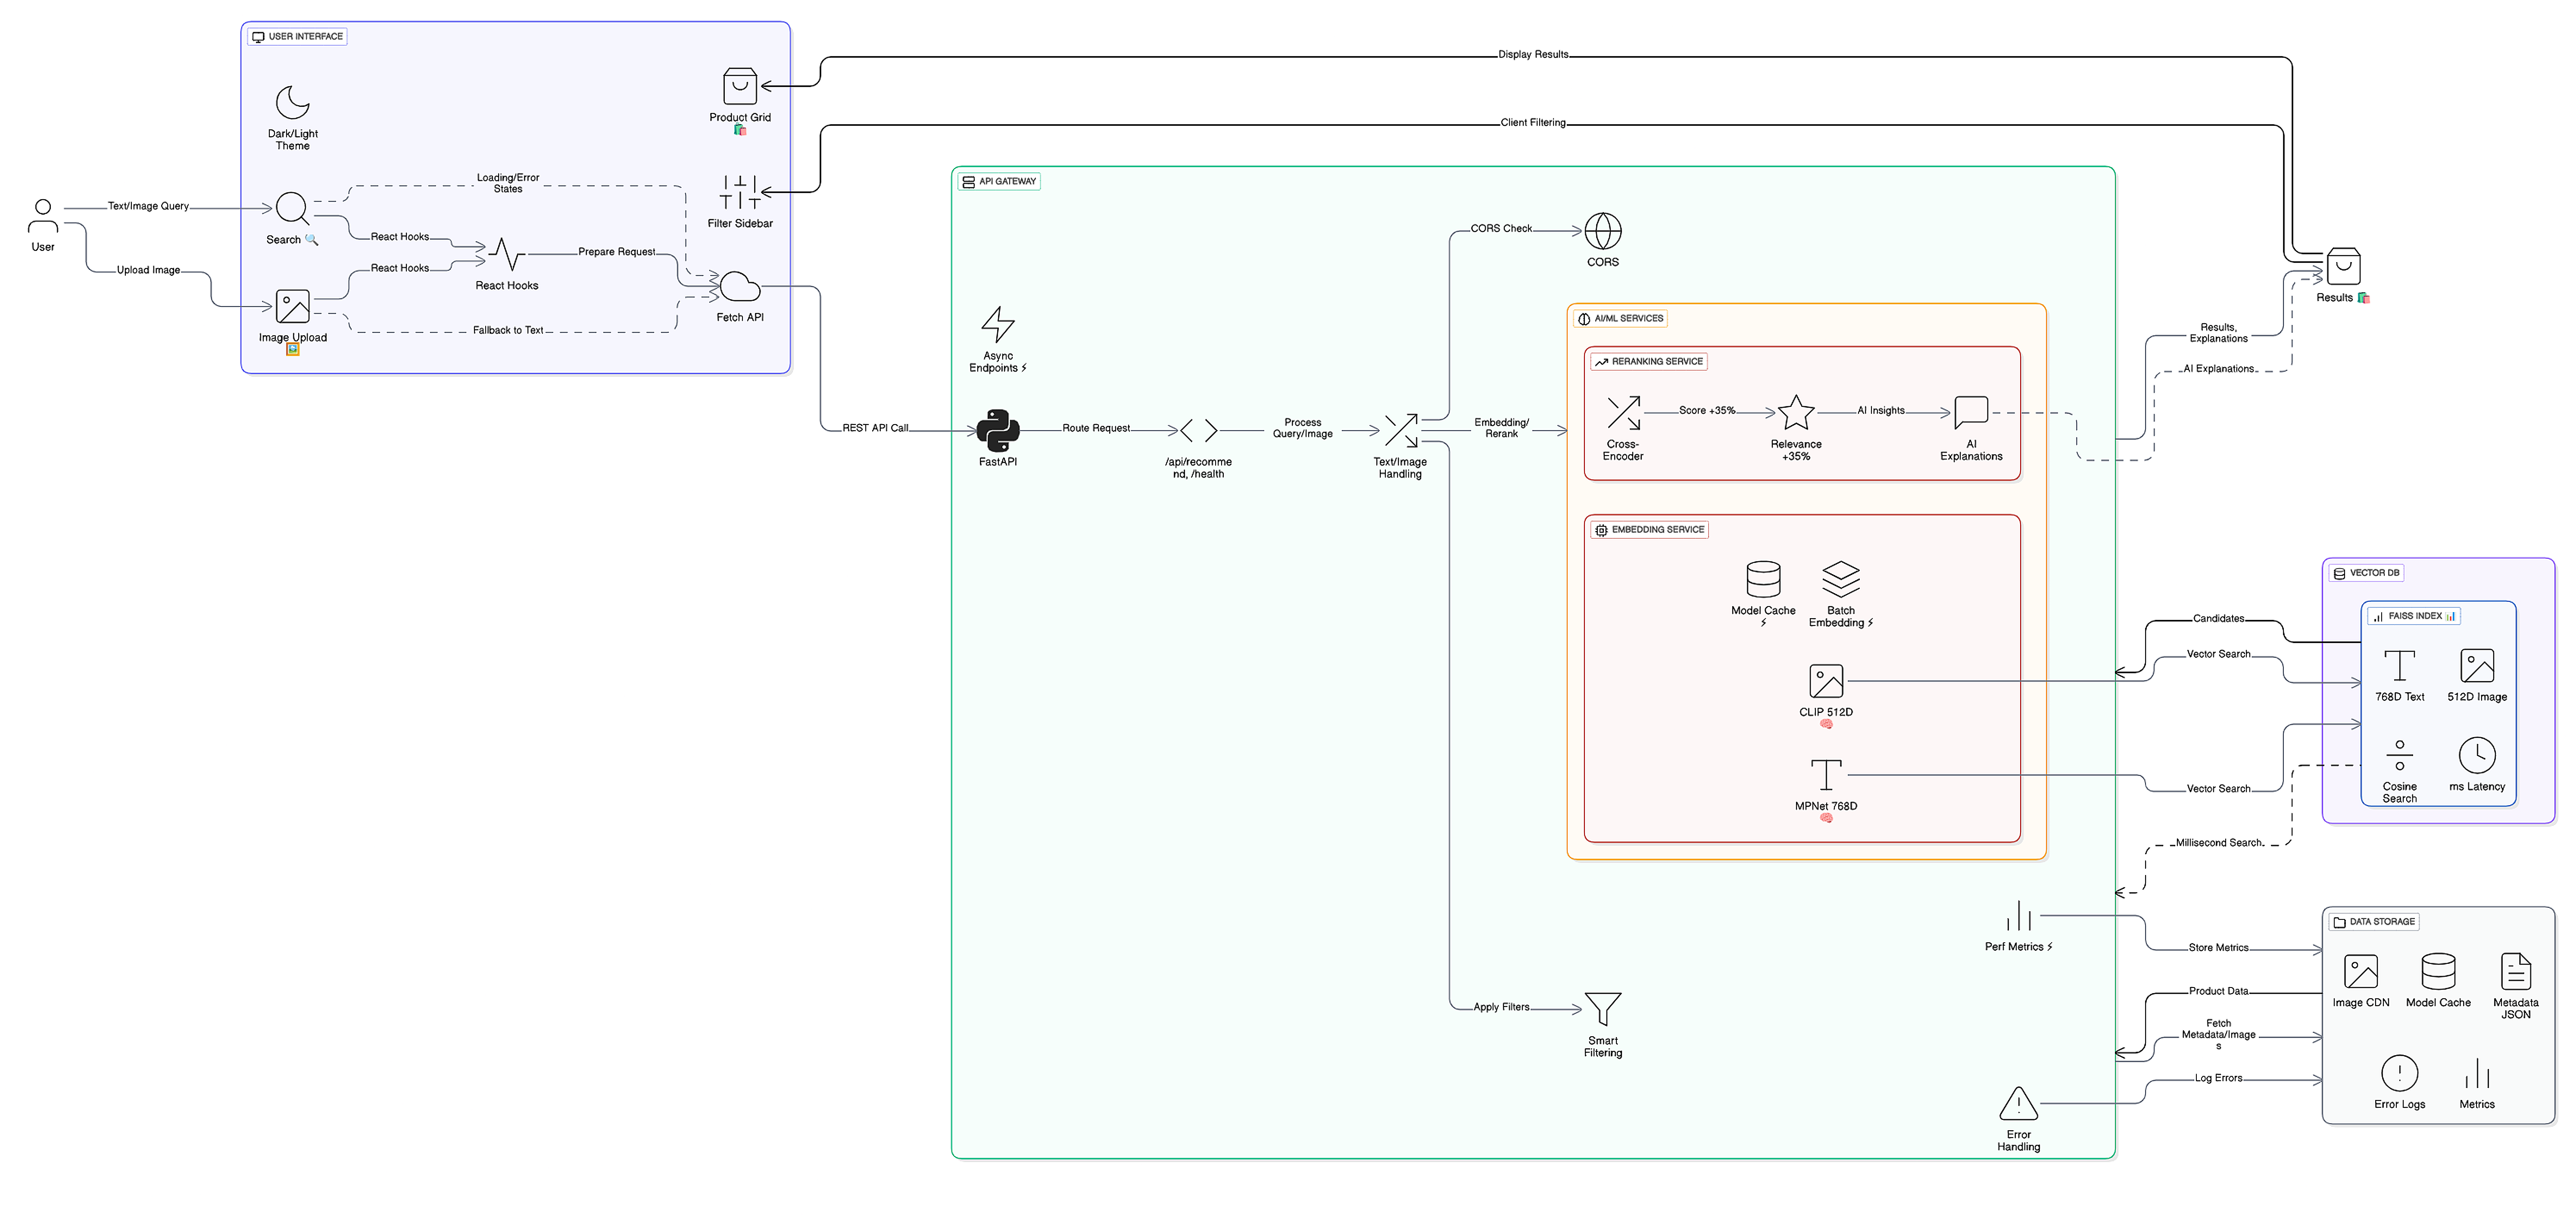 USER INTERFACE
Dark/Light
Theme
Product Grid
🛍️
Display Results
Client Filtering
Loading/Error
States
Filter Sidebar
User
Text/Image Query
Upload Image
Search 🔍
React Hooks
React Hooks
React Hooks
Prepare Request
Fetch API
Image Upload
🖼️
Fallback to Text
REST API Call
API GATEWAY
Async
Endpoints ⚡
FastAPI
Route Request
/api/recomme
nd, /health
Process
Query/Image
Text/Image
Handling
CORS Check
CORS
Embedding/
Rerank
Apply Filters
Smart
Filtering
AI/ML SERVICES
RERANKING SERVICE
Cross-
Encoder
Score +35%
Relevance
+35%
AI Insights
AI
Explanations
EMBEDDING SERVICE
Model Cache
⚡
Batch
Embedding ⚡
CLIP 512D
🧠
MPNet 768D
🧠
Perf Metrics ⚡
Error
Handling
Results 🛍️
Results,
Explanations
AI Explanations
Candidates
Vector Search
Vector Search
Millisecond Search
VECTOR DB
FAISS INDEX 📊
768D Text
512D Image
Cosine
Search
ms Latency
Store Metrics
Product Data
Fetch
Metadata/Image
s
Log Errors
DATA STORAGE
Image CDN
Model Cache
Metadata
JSON
Error Logs
Metrics